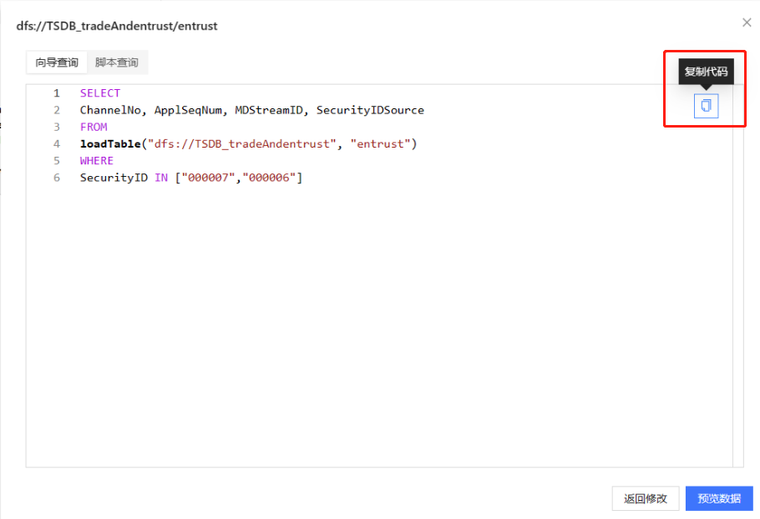 dfs://TSDB_tradeAndentrust/entrust
向导查询 脚本查询
复制代码
1 SELECT
2 ChannelNo, ApplSeqNum, MDStreamID, SecurityIDSource
3 FROM
4 loadTable("dfs://TSDB_tradeAndentrust", "entrust")
5 WHERE
6 SecurityID IN ["000007","000006"]
返回修改 预览数据